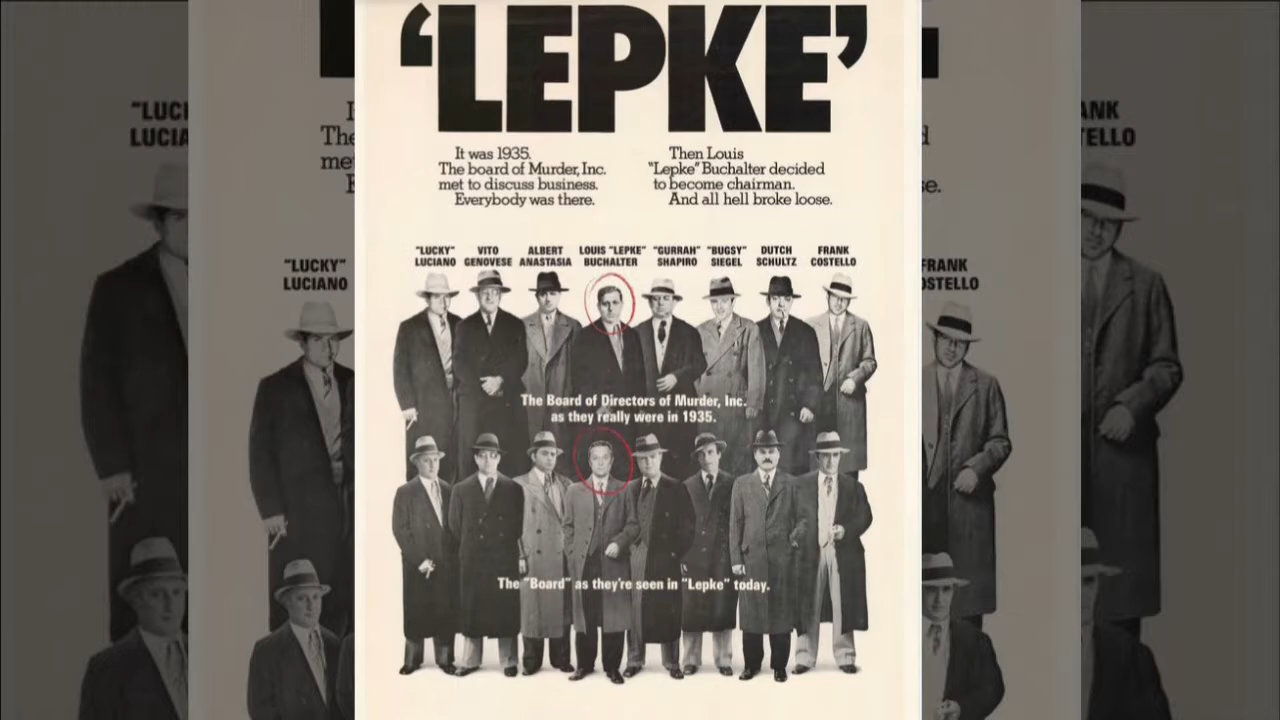 ‘LEPKE’
It was 1935.
The board of Murder, Inc.
met to discuss business.
Everybody was there.
Then Louis
“Lepke” Buchalter decided
to become chairman.
And all hell broke loose.
“LUCKY”
LUCIANO
VITO
GENOVESE
ALBERT
ANASTASIA
LOUIS “LEPKE”
BUCHALTER
“GURRAH”
SHAPIRO
“BUGSY”
SIEGEL
DUTCH
SCHULTZ
FRANK
COSTELLO
The Board of Directors of Murder, Inc.
as they really were in 1935.
The “Board” as they’re seen in “Lepke” today.
“LUCKY”
LUCIANO
FRANK